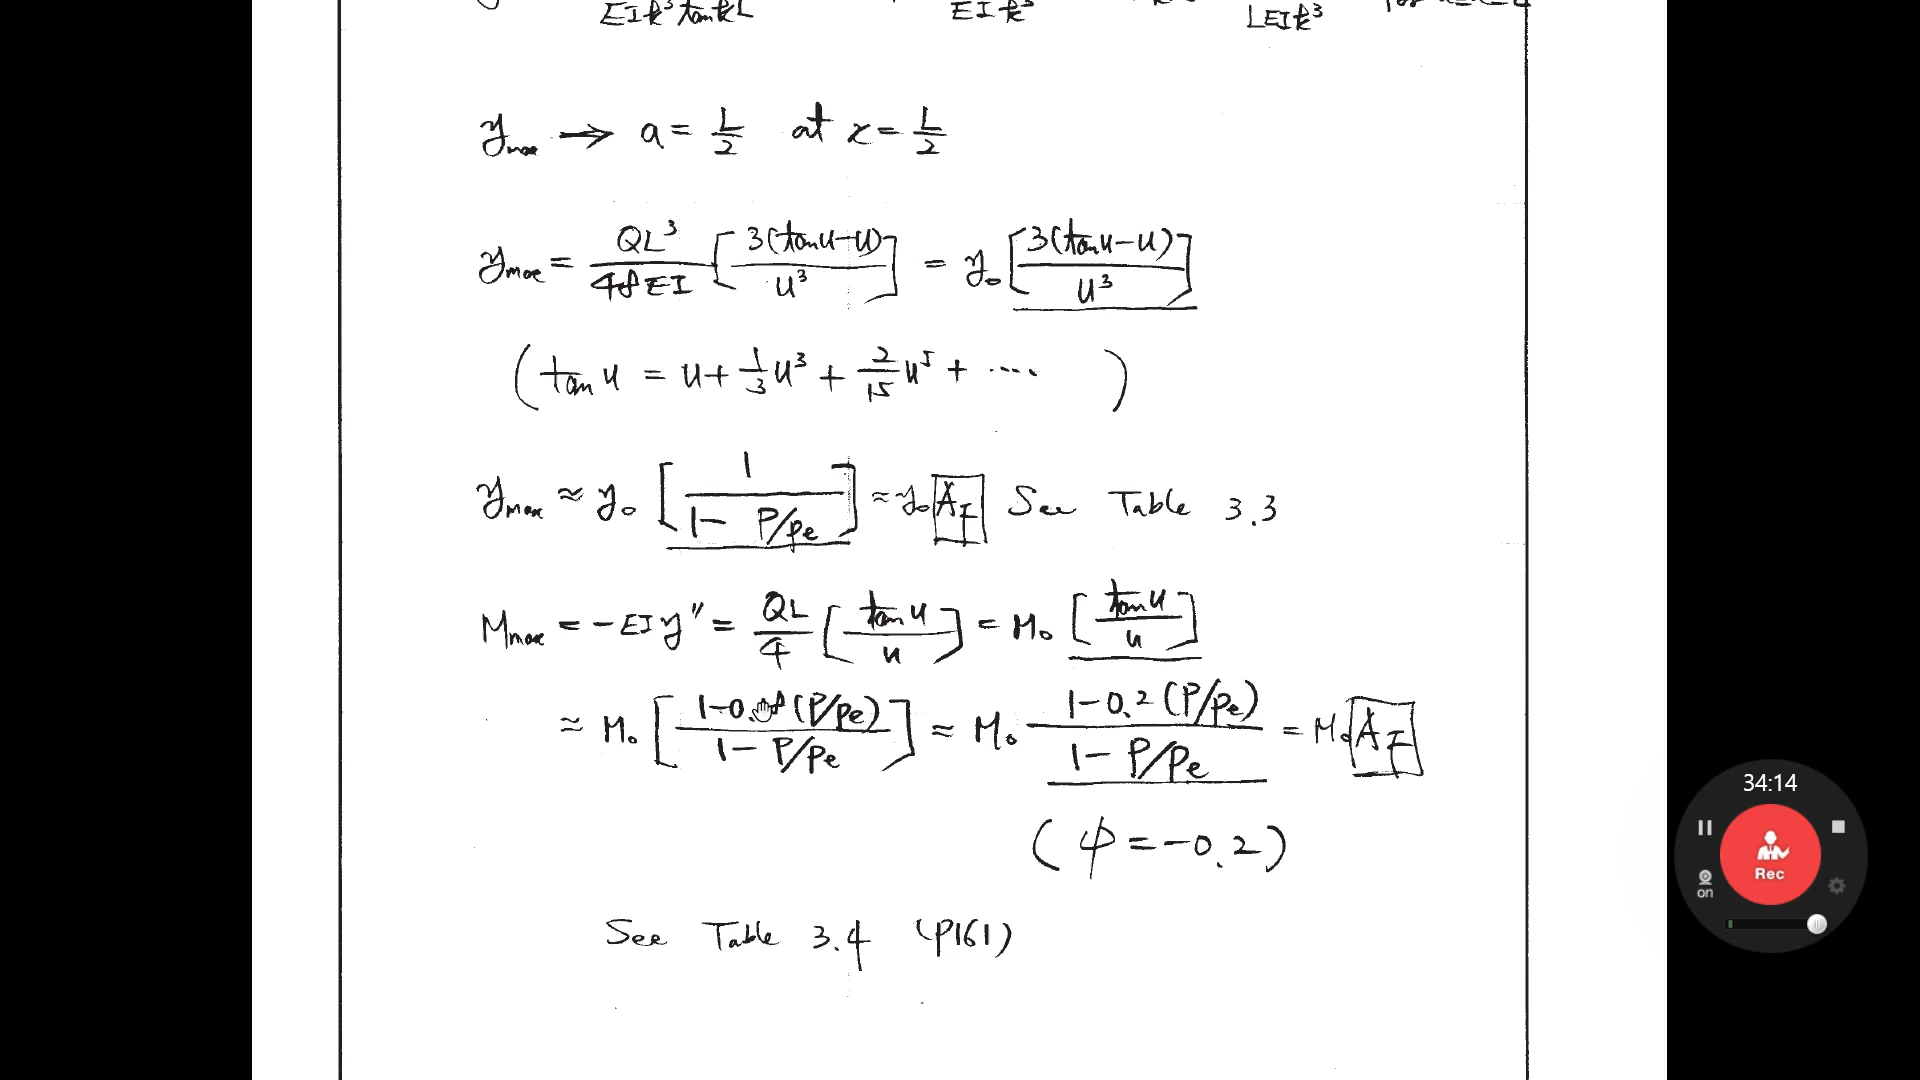 EIk³tankL EIk³ LEIk³
y_max → a = L/2 at x = L/2
y_max = QL³/48EI [3(tan u − u)/u³] = y₀ [3(tan u − u)/u³]
(tan u = u + 1/3 u³ + 2/15 u⁵ + ....)
y_max ≈ y₀ [1/(1 − P/Pe)] ≈ y₀ A_F See Table 3.3
M_max = −EIy″ = QL/4 [tan u/u] = M₀ [tan u/u]
≈ M₀ [1−0. (P/Pe)/(1 − P/Pe)] ≈ M₀ (1−0.2(P/Pe))/(1 − P/Pe) = M₀ A_F
(ψ = −0.2)
See Table 3.4 (P161)
34:14
Rec
on